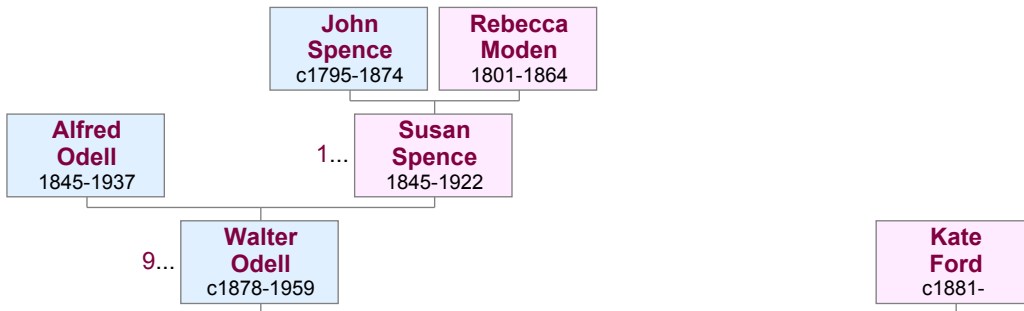 John
Spence
c1795-1874
Rebecca
Moden
1801-1864
Alfred
Odell
1845-1937
1...
Susan
Spence
1845-1922
9...
Walter
Odell
c1878-1959
Kate
Ford
c1881-